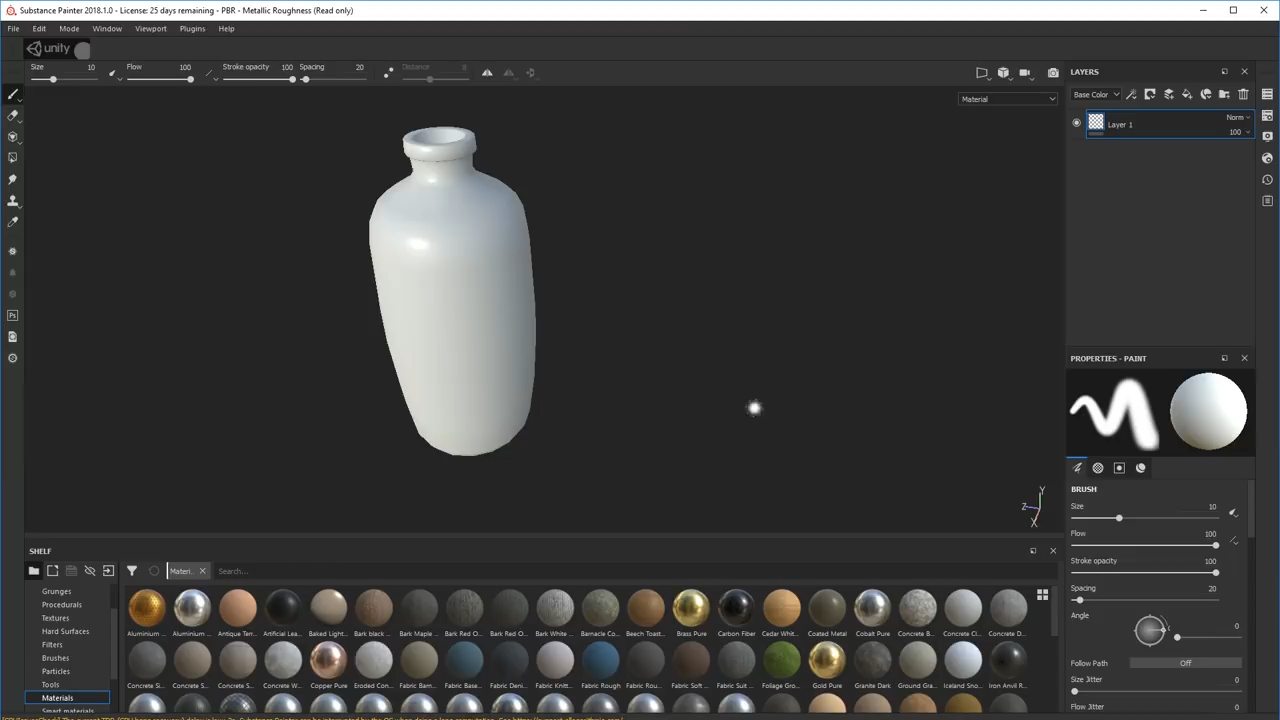 Substance Painter 2018.1.0 - License: 25 days remaining - PBR - Metallic Roughness (Read only)
File Edit Mode Window Viewport Plugins Help
unity
Size 10 Flow 100 Stroke opacity 100 Spacing 20 Distance 8
Material
LAYERS
Base Color
Layer 1
Norm
100
PROPERTIES - PAINT
BRUSH
Size 10
Flow 100
Stroke opacity 100
Spacing 20
Angle 0
Follow Path Off
Size Jitter 0
Flow Jitter 0
Y
Z
X
SHELF
Materi... Search...
Grunges
Procedurals
Textures
Hard Surfaces
Filters
Brushes
Particles
Tools
Materials
Smart materials
Aluminium ... Aluminium ... Antique Ter... Artificial Lea... Baked Light... Bark black ... Bark Maple ... Bark Red O... Bark Red O... Bark White ... Barnacle Co... Beech Toast... Brass Pure Carbon Fiber Cedar Whit... Coated Metal Cobalt Pure Concrete B... Concrete Cl... Concrete D...
Concrete Si... Concrete S... Concrete S... Concrete W... Copper Pure Eroded Con... Fabric Bam... Fabric Base... Fabric Deni... Fabric Knitt... Fabric Rough Fabric Rou... Fabric Soft ... Fabric Suit ... Foliage Gro... Gold Pure Granite Dark Ground Gra... Iceland Sno... Iron Anvil R...